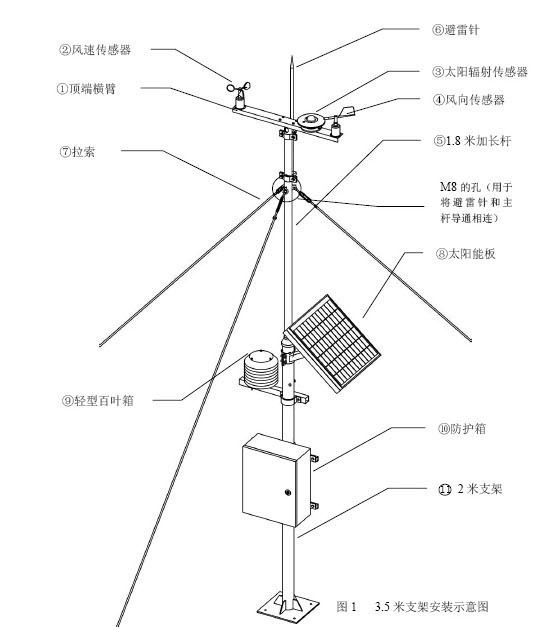 ⑥避雷针
②风速传感器
③太阳辐射传感器
①顶端横臂
④风向传感器
⑤1.8 米加长杆
⑦拉索
M8 的孔（用于
将避雷针和主
杆导通相连）
⑧太阳能板
⑨轻型百叶箱
⑩防护箱
⑪ 2 米支架
图 1 3.5 米支架安装示意图